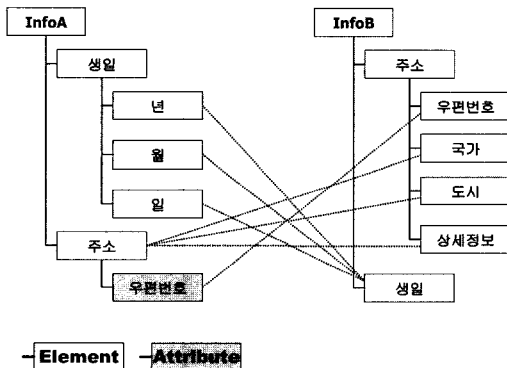 InfoA
생일
년
월
일
주소
우편번호
InfoB
주소
우편번호
국가
도시
상세정보
생일
Element
Attribute